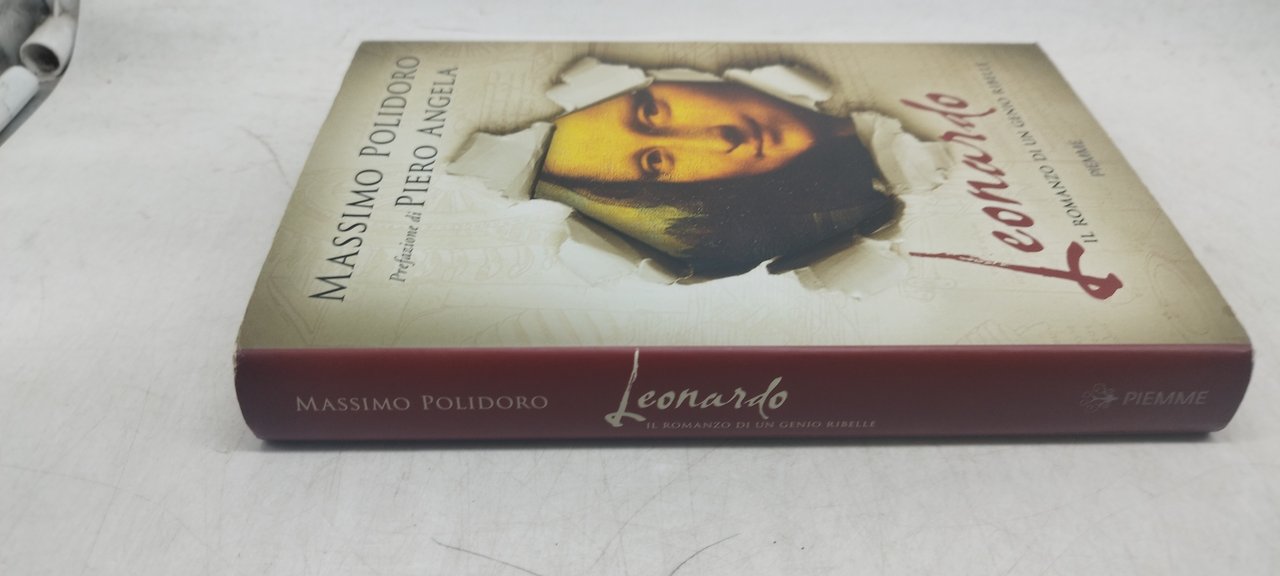 MASSIMO POLIDORO
Prefazione di PIERO ANGELA
Leonardo
IL ROMANZO DI UN GENIO RIBELLE
PIEMME
MASSIMO POLIDORO
Leonardo
IL ROMANZO DI UN GENIO RIBELLE
PIEMME